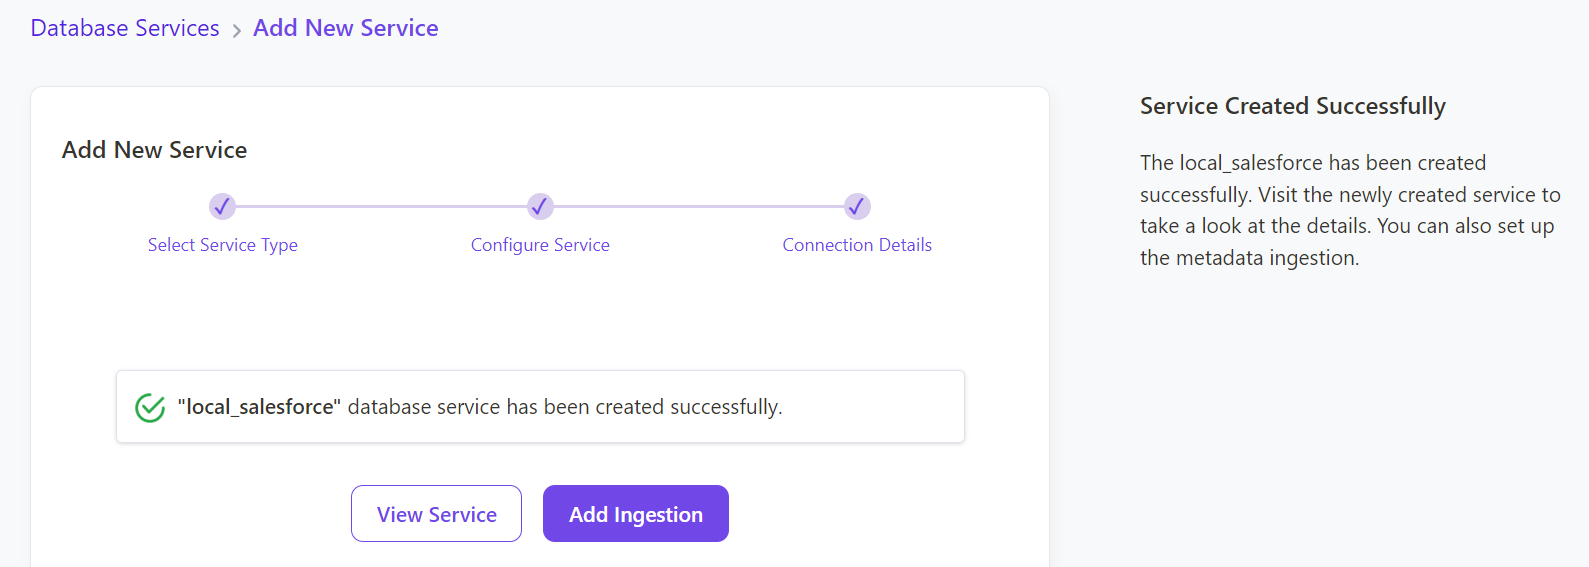 Database Services > Add New Service
Add New Service
Select Service Type
Configure Service
Connection Details
"local_salesforce" database service has been created successfully.
View Service
Add Ingestion
Service Created Successfully
The local_salesforce has been created
successfully. Visit the newly created service to
take a look at the details. You can also set up
the metadata ingestion.